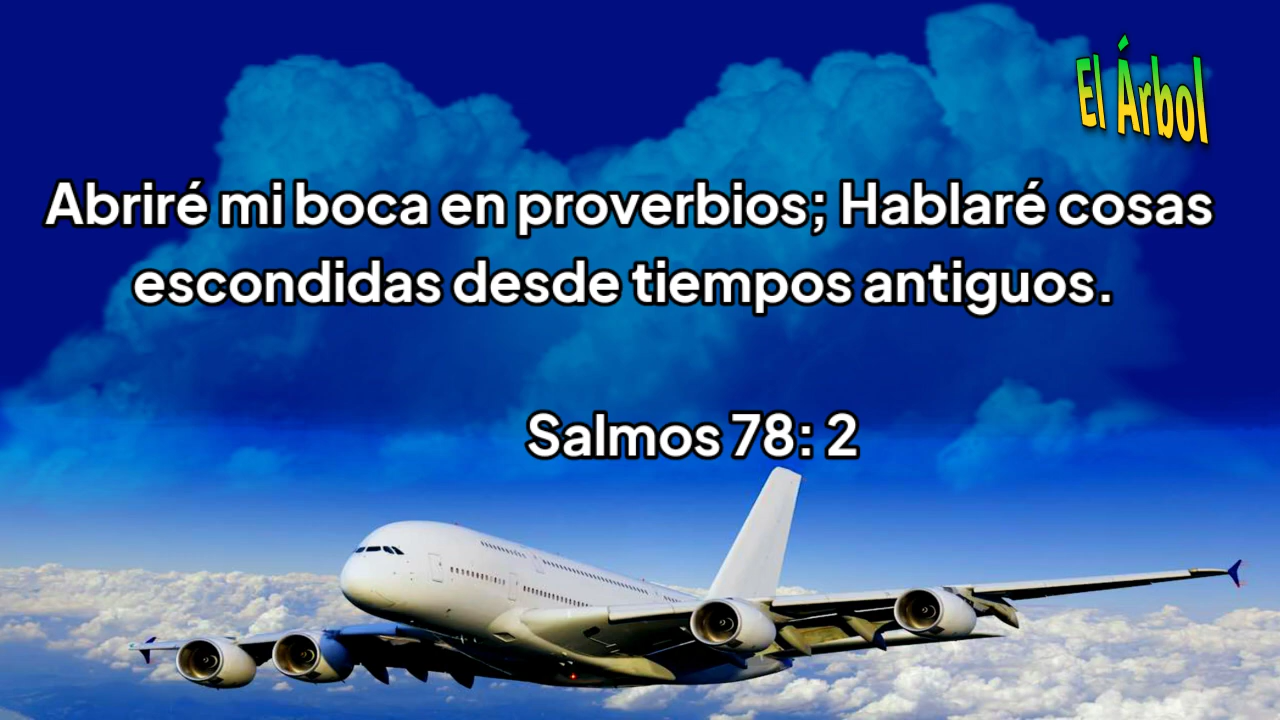 El Árbol
Abriré mi boca en proverbios; Hablaré cosas
escondidas desde tiempos antiguos.
Salmos 78: 2